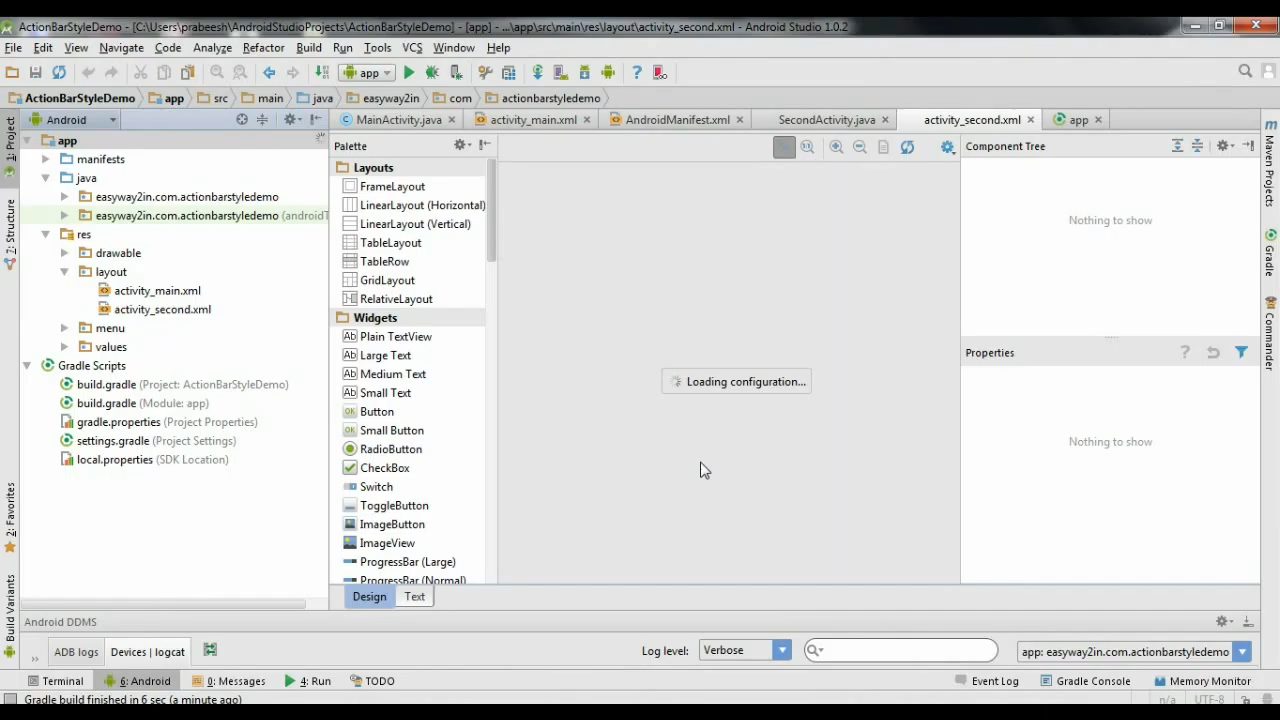 ActionBarStyleDemo - [C:\Users\prabeesh\AndroidStudioProjects\ActionBarStyleDemo] - [app] - ...\app\src\main\res\layout\activity_second.xml - Android Studio 1.0.2
File Edit View Navigate Code Analyze Refactor Build Run Tools VCS Window Help
app
ActionBarStyleDemo app src main java easyway2in com actionbarstyledemo
Android
MainActivity.java activity_main.xml AndroidManifest.xml SecondActivity.java activity_second.xml app
1: Project
Z: Structure
2: Favorites
Build Variants
app
manifests
java
easyway2in.com.actionbarstyledemo
easyway2in.com.actionbarstyledemo (androidT
res
drawable
layout
activity_main.xml
activity_second.xml
menu
values
Gradle Scripts
build.gradle (Project: ActionBarStyleDemo)
build.gradle (Module: app)
gradle.properties (Project Properties)
settings.gradle (Project Settings)
local.properties (SDK Location)
Palette
Layouts
FrameLayout
LinearLayout (Horizontal)
LinearLayout (Vertical)
TableLayout
TableRow
GridLayout
RelativeLayout
Widgets
Plain TextView
Large Text
Medium Text
Small Text
Button
Small Button
RadioButton
CheckBox
Switch
ToggleButton
ImageButton
ImageView
ProgressBar (Large)
ProgressBar (Normal)
Loading configuration...
Component Tree
Nothing to show
Properties
Nothing to show
Maven Projects
Gradle
Commander
Design Text
Android DDMS
ADB logs Devices | logcat Log level: Verbose app: easyway2in.com.actionbarstyledemo
Terminal 6: Android 0: Messages 4: Run TODO Event Log Gradle Console Memory Monitor
Gradle build finished in 6 sec (a minute ago) n/a UTF-8